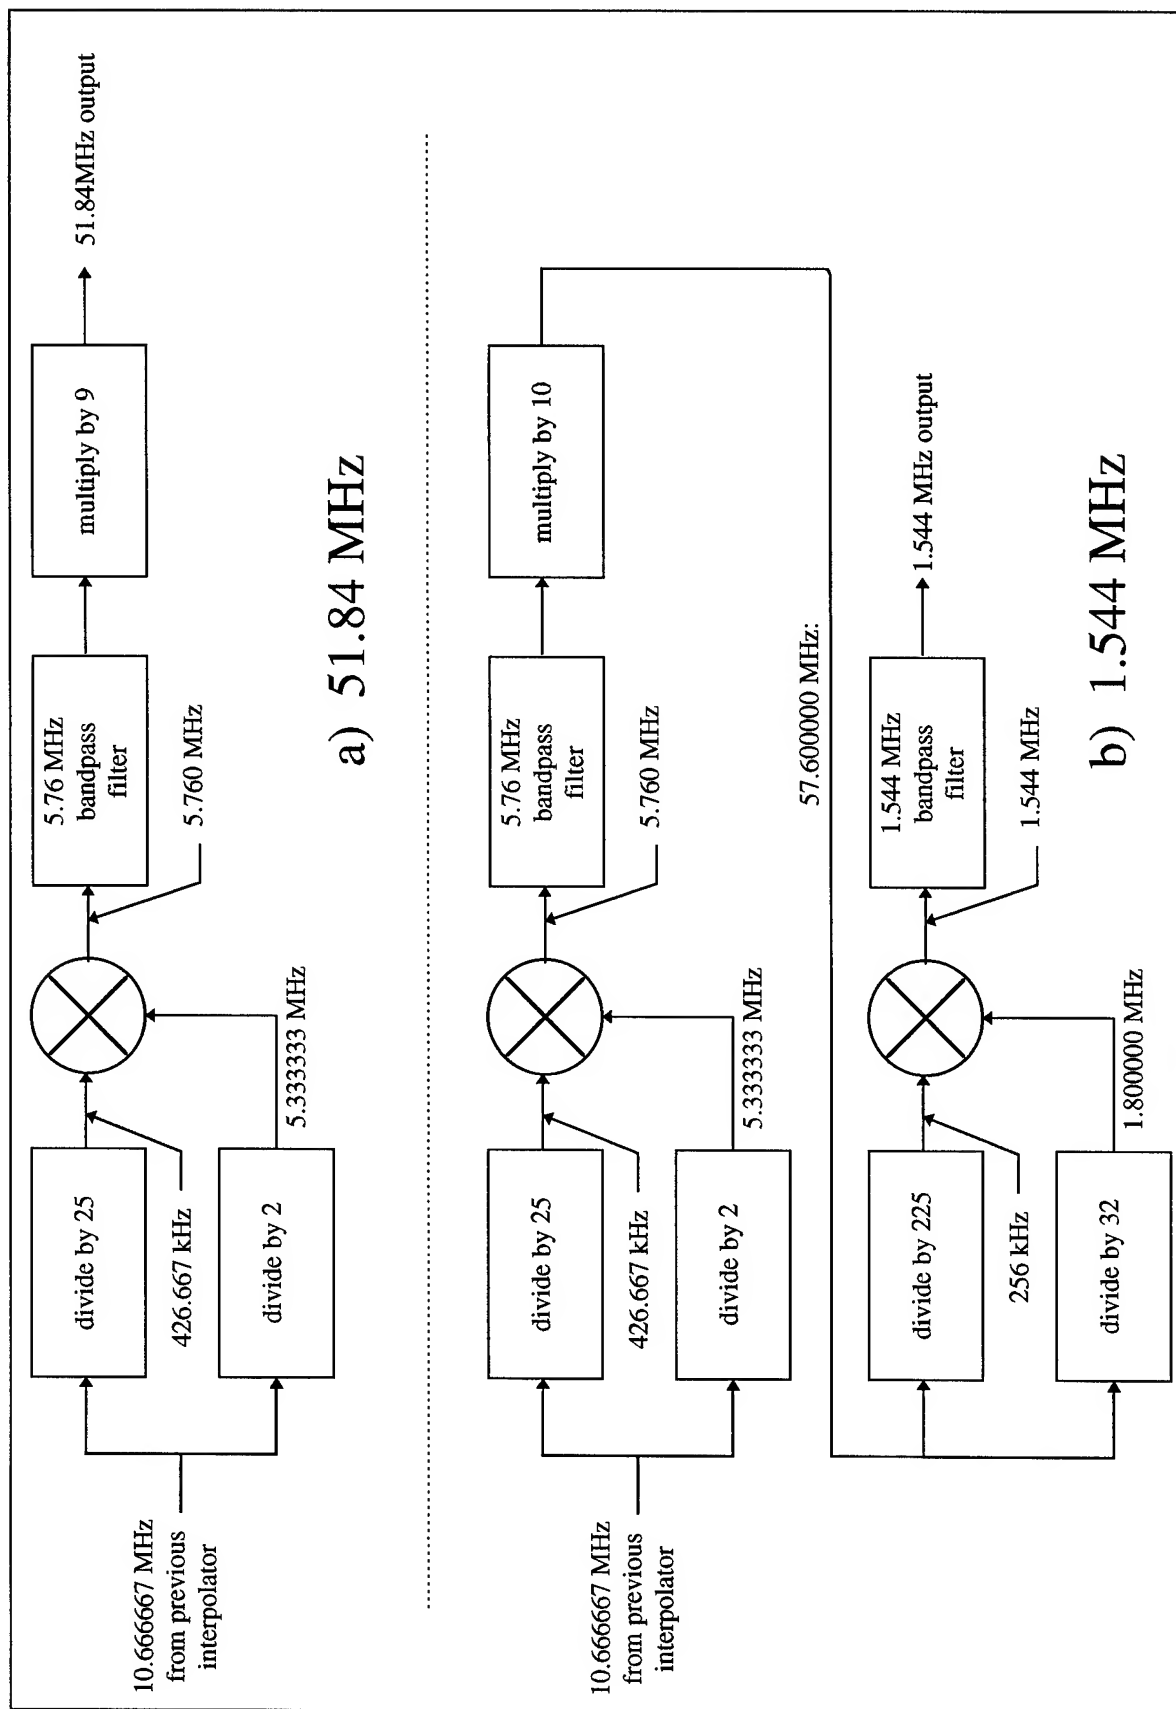 10.666667 MHz
from previous
interpolator
divide by 25
426.667 kHz
divide by 2
5.333333 MHz
5.76 MHz
bandpass
filter
5.760 MHz
multiply by 9
51.84MHz output
a) 51.84 MHz
10.666667 MHz
from previous
interpolator
divide by 25
426.667 kHz
divide by 2
5.333333 MHz
5.76 MHz
bandpass
filter
5.760 MHz
multiply by 10
57.600000 MHz:
divide by 225
256 kHz
divide by 32
1.800000 MHz
1.544 MHz
bandpass
filter
1.544 MHz
1.544 MHz output
b) 1.544 MHz